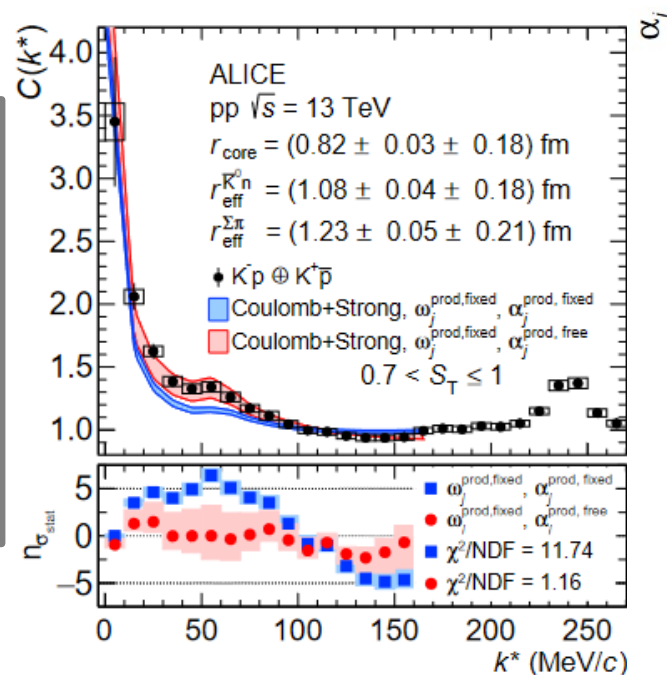 α_j
C(k*)
4.0
3.5
3.0
2.5
2.0
1.5
1.0
ALICE
pp √s = 13 TeV
r_core = (0.82 ± 0.03 ± 0.18) fm
r_eff^K̅⁰n = (1.08 ± 0.04 ± 0.18) fm
r_eff^Σπ = (1.23 ± 0.05 ± 0.21) fm
K⁻p ⊕ K⁺p̅
Coulomb+Strong, ω_j^prod,fixed, α_j^prod, fixed
Coulomb+Strong, ω_j^prod,fixed, α_j^prod, free
0.7 < S_T ≤ 1
n_σ_stat
5
0
−5
ω_j^prod,fixed, α_j^prod,fixed
ω_j^prod,fixed, α_j^prod,free
χ²/NDF = 11.74
χ²/NDF = 1.16
0 50 100 150 200 250
k* (MeV/c)